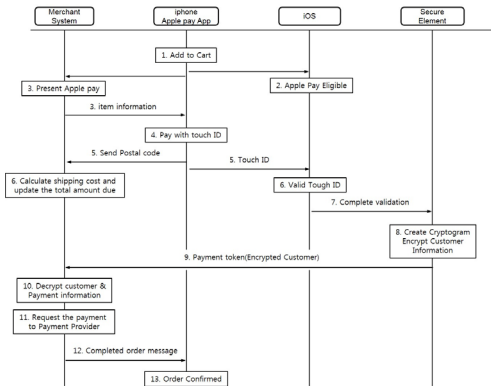 Merchant
System
iphone
Apple pay App
iOS
Secure
Element
1. Add to Cart
3. Present Apple pay
2. Apple Pay Eligible
3. item information
4. Pay with touch ID
5. Send Postal code
5. Touch ID
6. Calculate shipping cost and
update the total amount due
6. Valid Tough ID
7. Complete validation
8. Create Cryptogram
Encrypt Customer
Information
9. Payment token(Encrypted Customer)
10. Decrypt customer &
Payment information
11. Request the payment
to Payment Provider
12. Completed order message
13. Order Confirmed